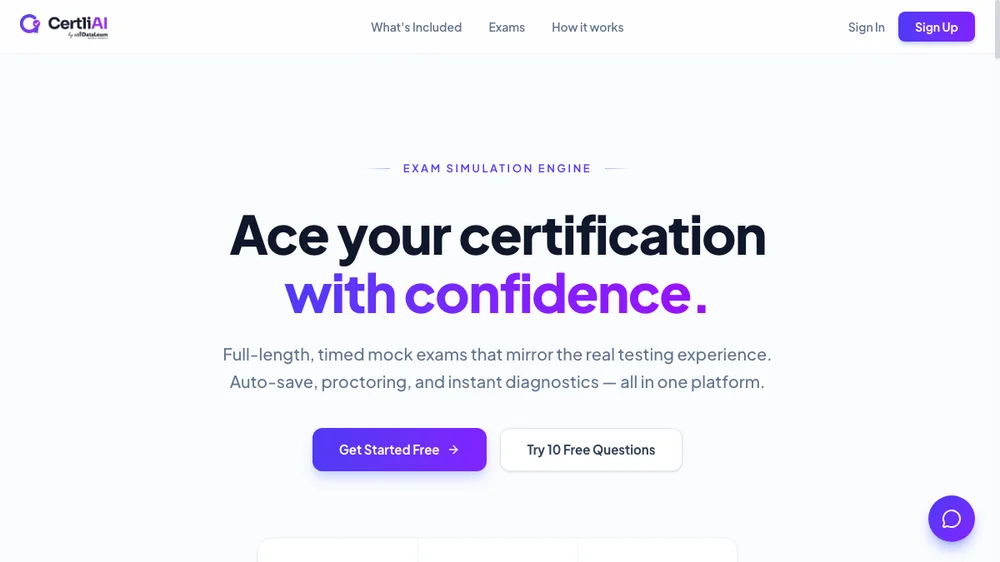 CertiiAI
What's Included
Exams
How it works
Sign In
Sign Up
EXAM SIMULATION ENGINE
Ace your certification
with confidence.
Full-length, timed mock exams that mirror the real testing experience.
Auto-save, proctoring, and instant diagnostics — all in one platform.
Get Started Free →
Try 10 Free Questions